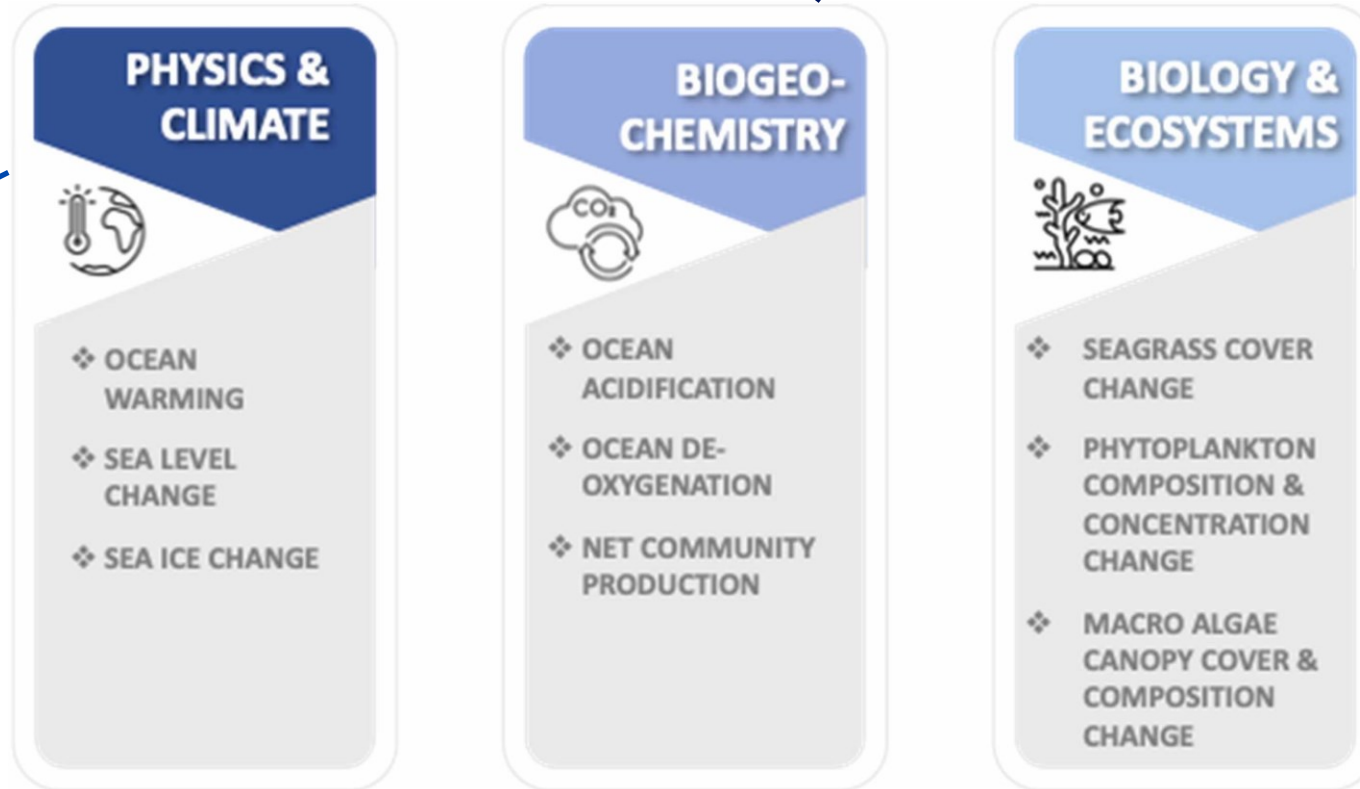 PHYSICS &
CLIMATE
❖ OCEAN
WARMING
❖ SEA LEVEL
CHANGE
❖ SEA ICE CHANGE
BIOGEO-
CHEMISTRY
CO₂
❖ OCEAN
ACIDIFICATION
❖ OCEAN DE-
OXYGENATION
❖ NET COMMUNITY
PRODUCTION
BIOLOGY &
ECOSYSTEMS
❖ SEAGRASS COVER
CHANGE
❖ PHYTOPLANKTON
COMPOSITION &
CONCENTRATION
CHANGE
❖ MACRO ALGAE
CANOPY COVER &
COMPOSITION
CHANGE